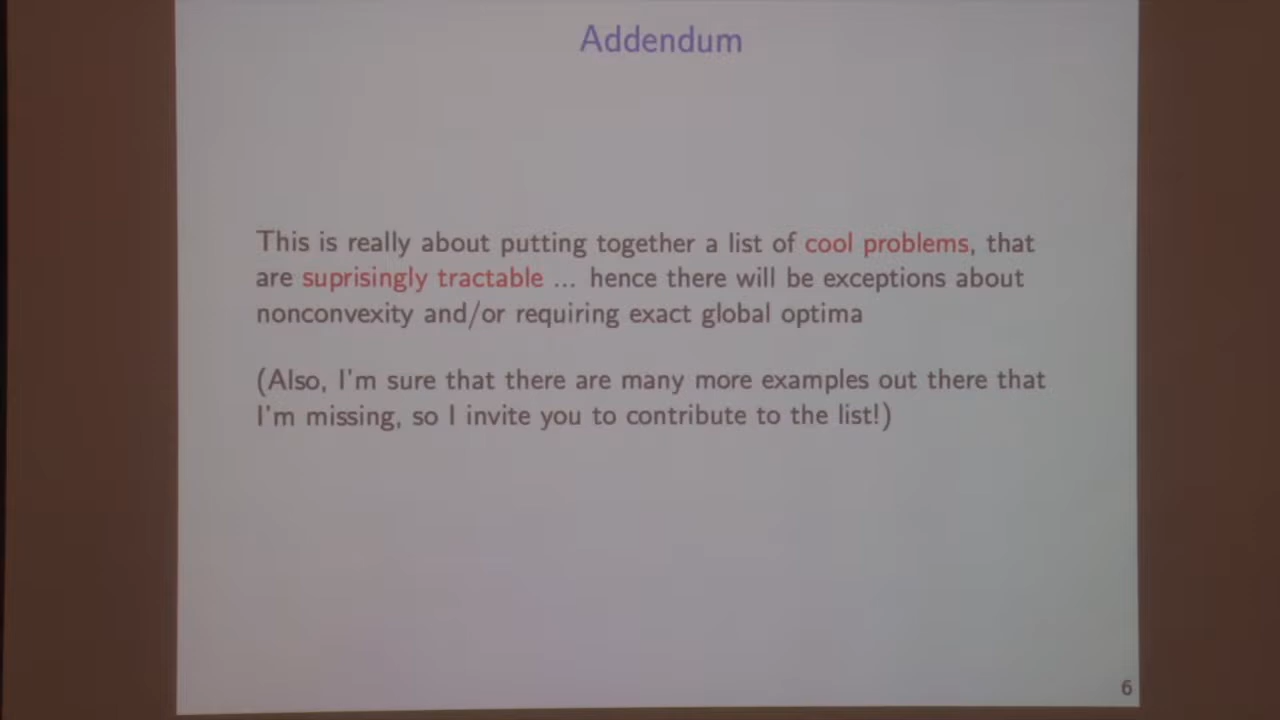 Addendum
This is really about putting together a list of cool problems, that
are suprisingly tractable ... hence there will be exceptions about
nonconvexity and/or requiring exact global optima
(Also, I'm sure that there are many more examples out there that
I'm missing, so I invite you to contribute to the list!)
6